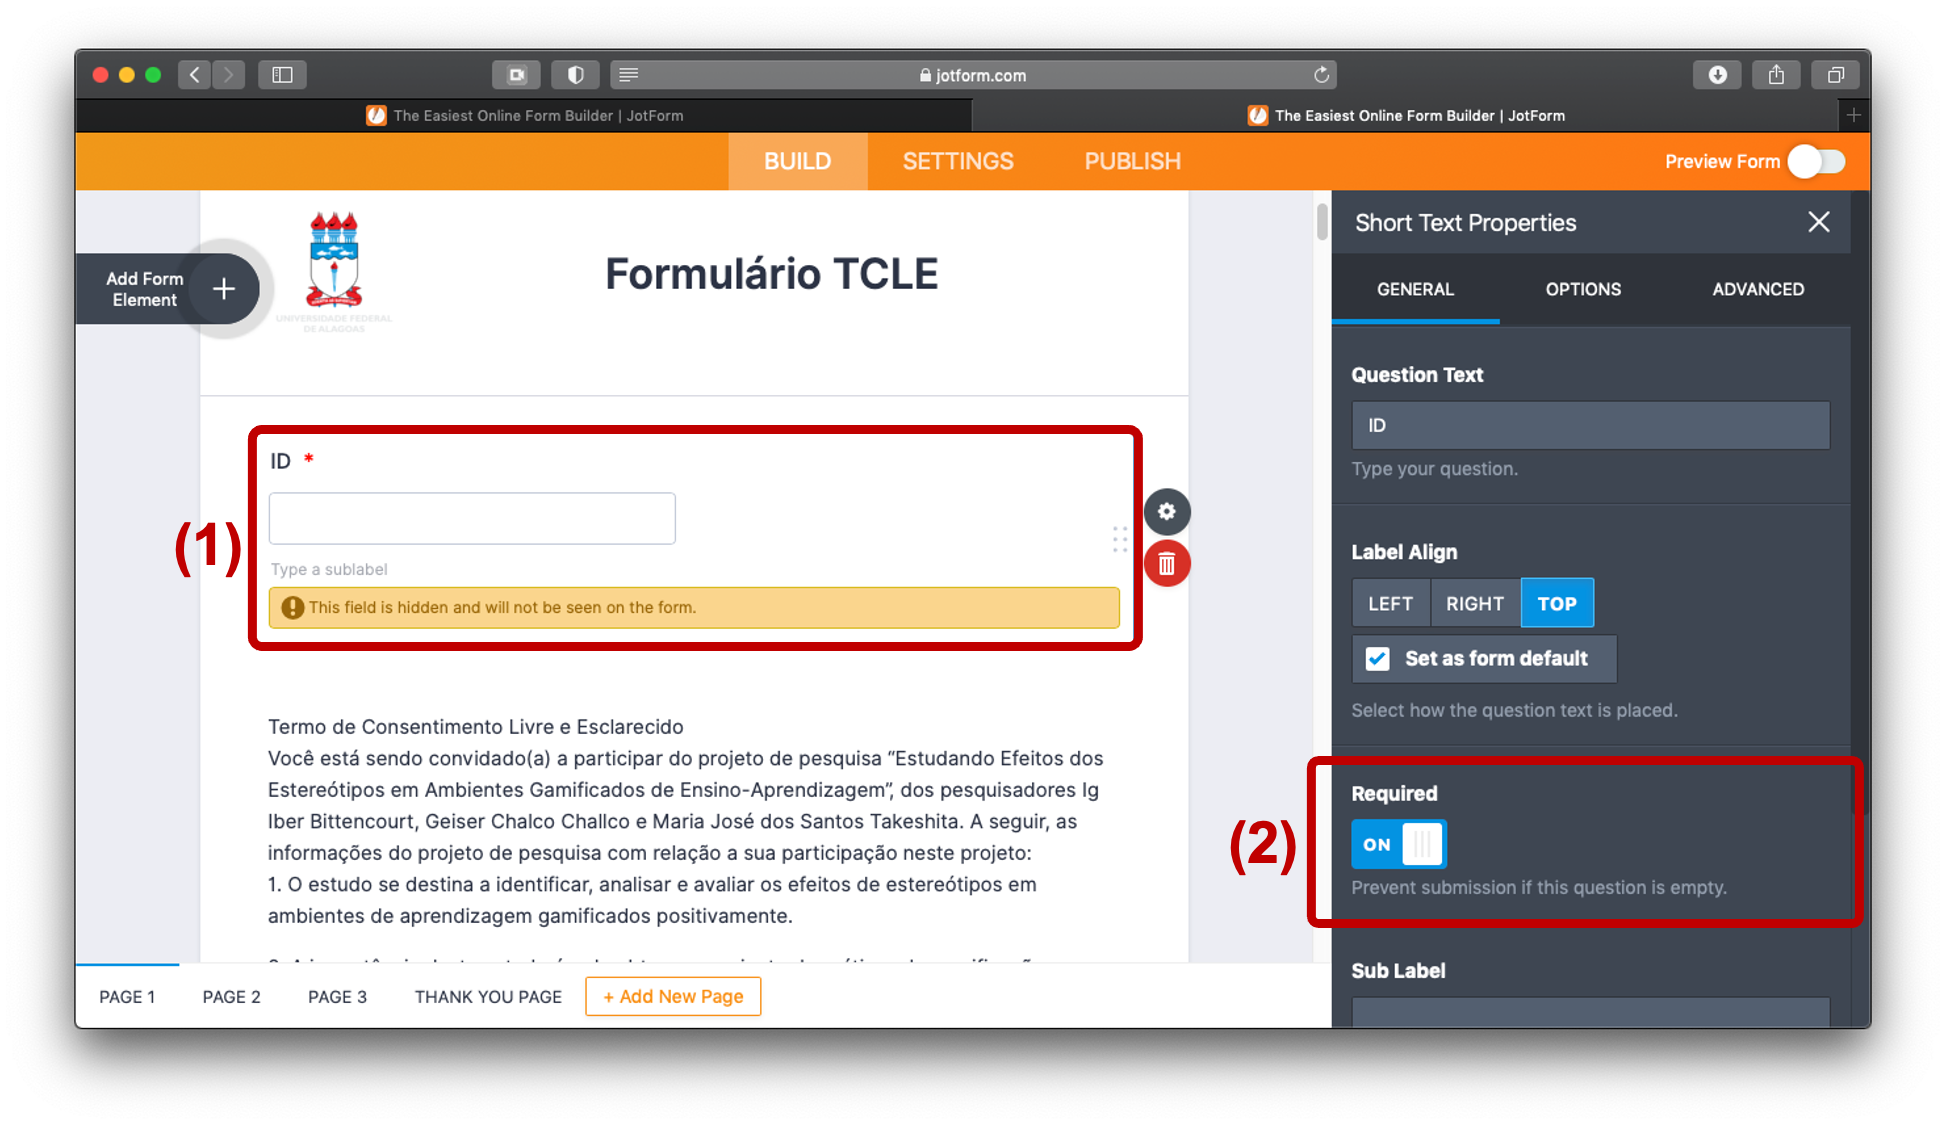 jotform.com
The Easiest Online Form Builder | JotForm
The Easiest Online Form Builder | JotForm
BUILD
SETTINGS
PUBLISH
Preview Form
Add Form
Element
UNIVERSIDADE FEDERAL
DE ALAGOAS
Formulário TCLE
(1)
ID *
Type a sublabel
This field is hidden and will not be seen on the form.
Termo de Consentimento Livre e Esclarecido
Você está sendo convidado(a) a participar do projeto de pesquisa “Estudando Efeitos dos
Estereótipos em Ambientes Gamificados de Ensino-Aprendizagem”, dos pesquisadores Ig
Iber Bittencourt, Geiser Chalco Challco e Maria José dos Santos Takeshita. A seguir, as
informações do projeto de pesquisa com relação a sua participação neste projeto:
1. O estudo se destina a identificar, analisar e avaliar os efeitos de estereótipos em
ambientes de aprendizagem gamificados positivamente.
PAGE 1
PAGE 2
PAGE 3
THANK YOU PAGE
+ Add New Page
Short Text Properties
GENERAL
OPTIONS
ADVANCED
Question Text
ID
Type your question.
Label Align
LEFT
RIGHT
TOP
Set as form default
Select how the question text is placed.
(2)
Required
ON
Prevent submission if this question is empty.
Sub Label